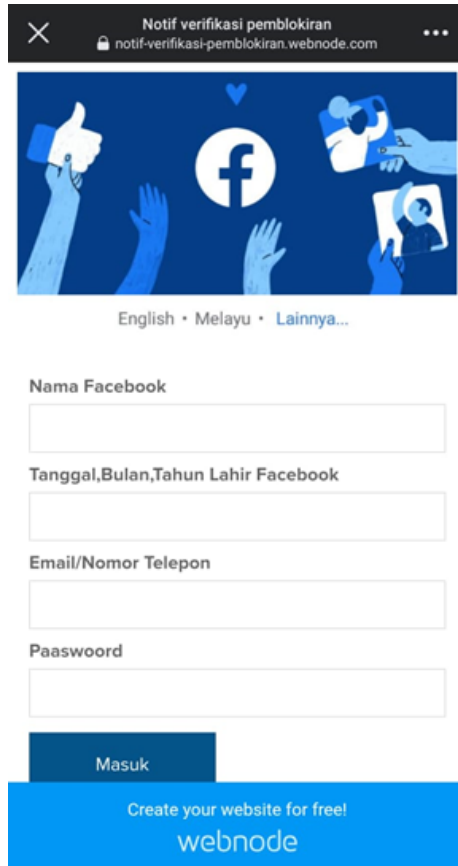 Notif verifikasi pemblokiran
notif-verifikasi-pemblokiran.webnode.com
English • Melayu • Lainnya...
Nama Facebook
Tanggal,Bulan,Tahun Lahir Facebook
Email/Nomor Telepon
Paaswoord
Masuk
Create your website for free!
webnode